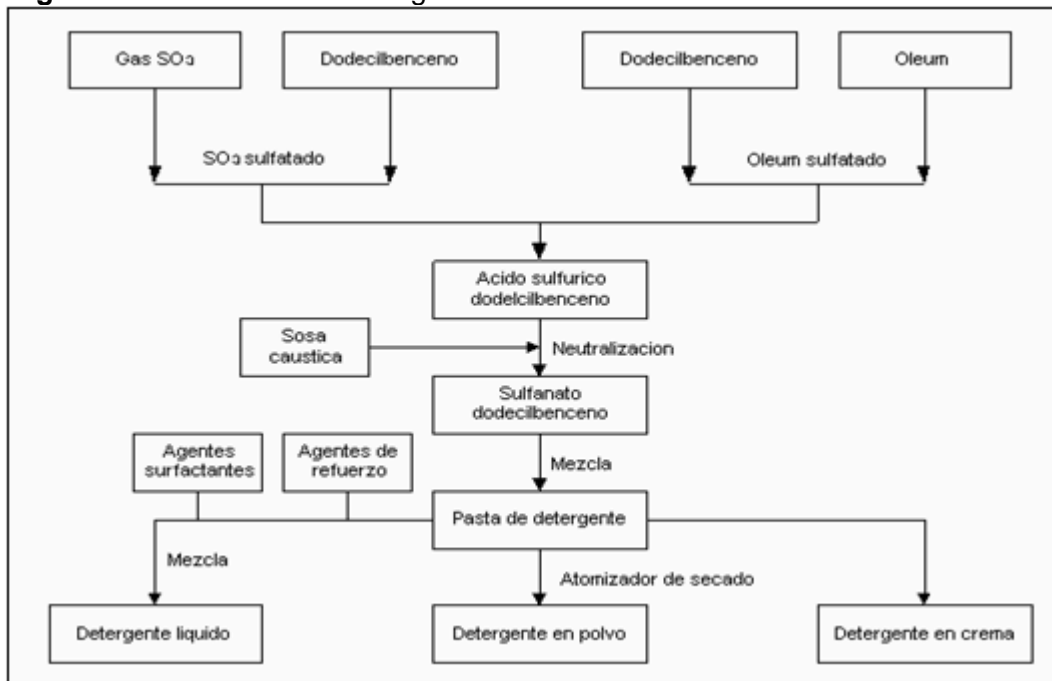 Gas SO3
Dodecilbenceno
Dodecilbenceno
Oleum
SO3 sulfatado
Oleum sulfatado
Acido sulfurico
dodelcilbenceno
Sosa
caustica
Neutralizacion
Sulfanato
dodecilbenceno
Agentes
surfactantes
Agentes de
refuerzo
Mezcla
Pasta de detergente
Mezcla
Atomizador de secado
Detergente liquido
Detergente en polvo
Detergente en crema